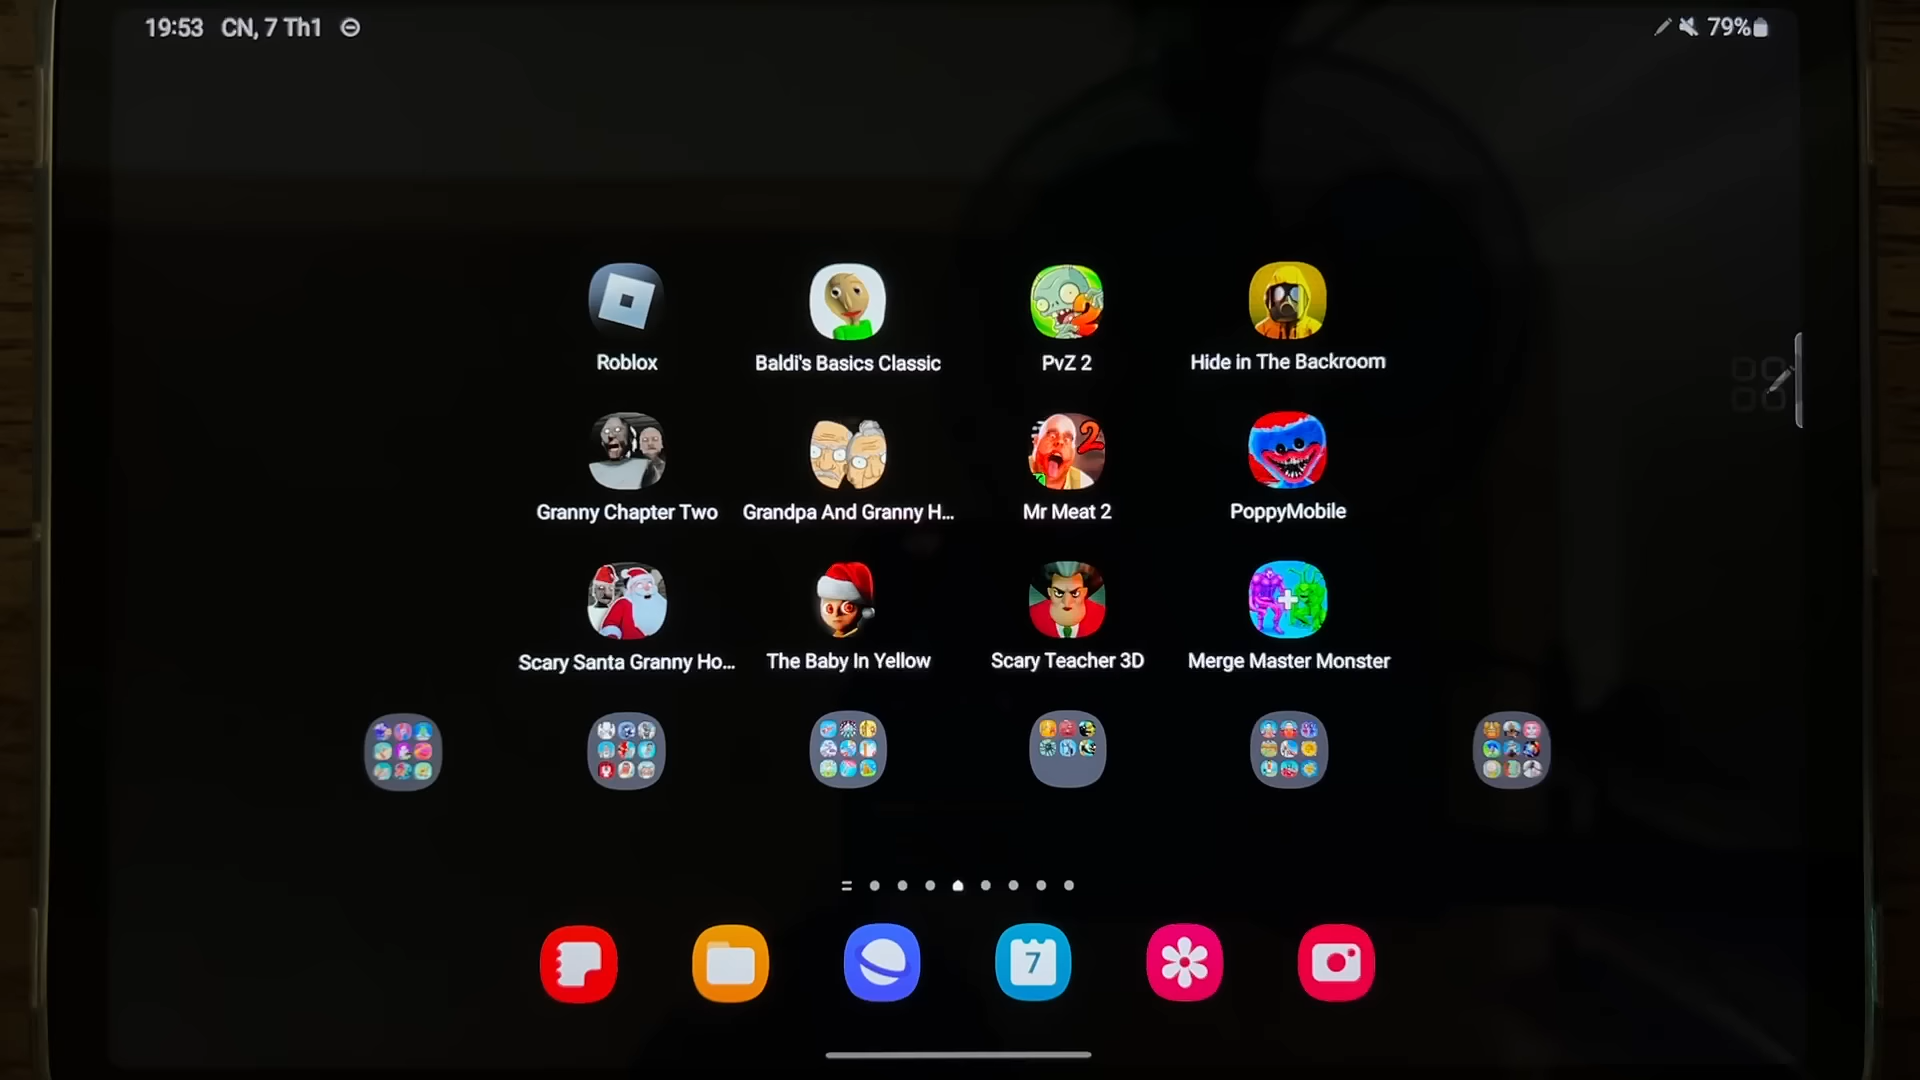 19:53 CN, 7 Th1 79%
Roblox
Baldi's Basics Classic
2
PvZ 2
Hide in The Backroom
Granny Chapter Two
Grandpa And Granny H...
2
Mr Meat 2
PoppyMobile
Scary Santa Granny Ho...
The Baby In Yellow
Scary Teacher 3D
Merge Master Monster
7